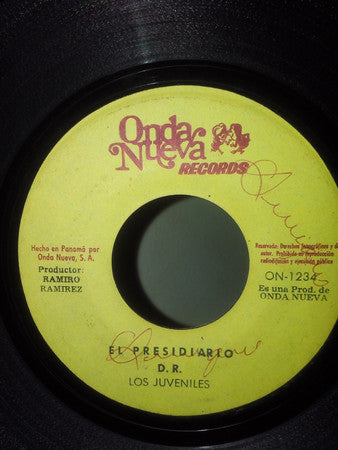 Onda
Nueva
RECORDS
Hecho en Panamá por
Onda Nueva, S. A.
Productor:
RAMIRO
RAMIREZ
Reservado Derechos fonográficos y de
autor. Prohibida su reproducción
radiodifusión y ejecución pública
ON-1234
Es una Prod. de
ONDA NUEVA
EL PRESIDIARIO
D.R.
LOS JUVENILES